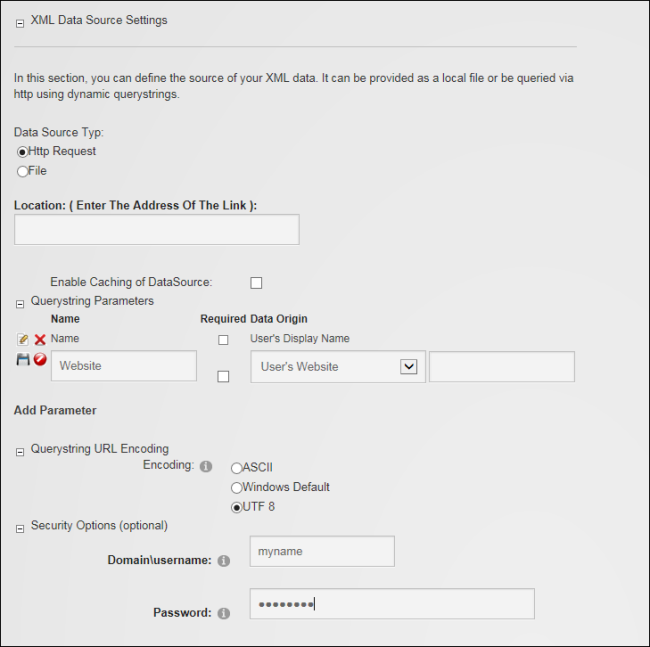 XML Data Source Settings
In this section, you can define the source of your XML data. It can be provided as a local file or be queried via
http using dynamic querystrings.
Data Source Typ:
Http Request
File
Location: ( Enter The Address Of The Link ):
Enable Caching of DataSource:
Querystring Parameters
Name Required Data Origin
Name User's Display Name
Website User's Website
Add Parameter
Querystring URL Encoding
Encoding: ASCII
Windows Default
UTF 8
Security Options (optional)
Domain\username: myname
Password: ••••••••